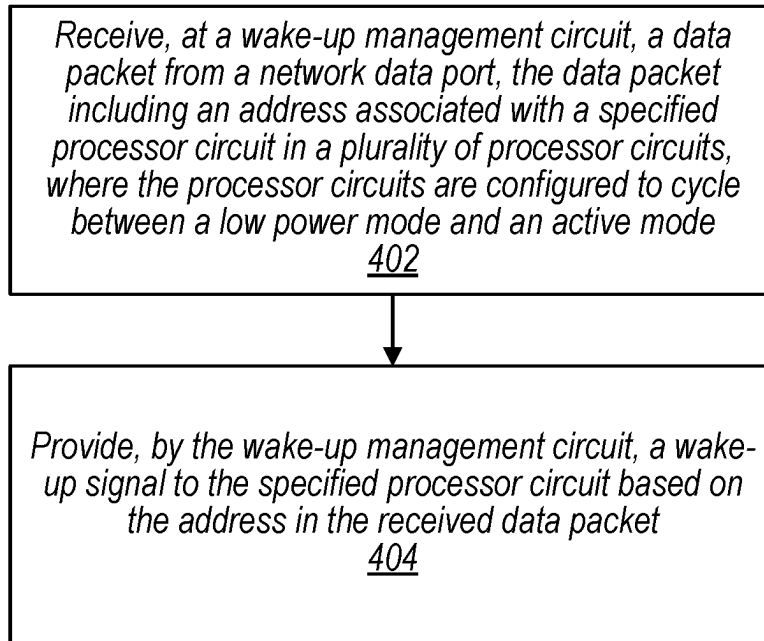 Receive, at a wake-up management circuit, a data
packet from a network data port, the data packet
including an address associated with a specified
processor circuit in a plurality of processor circuits,
where the processor circuits are configured to cycle
between a low power mode and an active mode
402
Provide, by the wake-up management circuit, a wake-
up signal to the specified processor circuit based on
the address in the received data packet
404